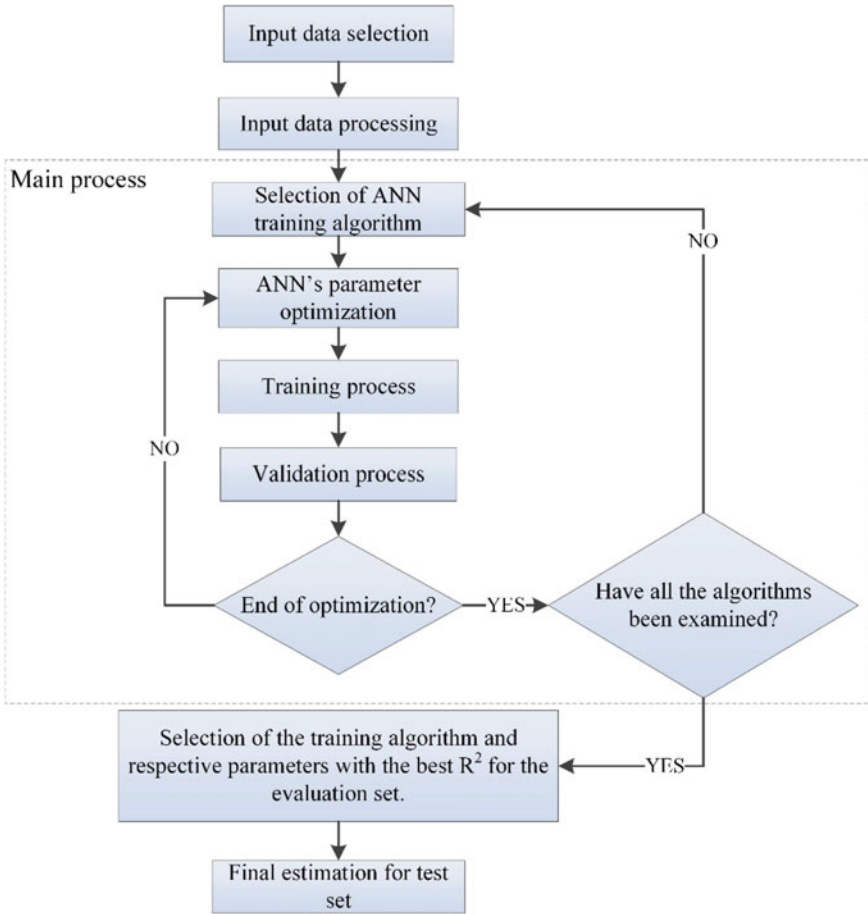 Input data selection
Input data processing
Main process
Selection of ANN
training algorithm
NO
ANN's parameter
optimization
Training process
NO
Validation process
End of optimization?
YES
Have all the algorithms
been examined?
Selection of the training algorithm and
respective parameters with the best R² for the
evaluation set.
YES
Final estimation for test
set